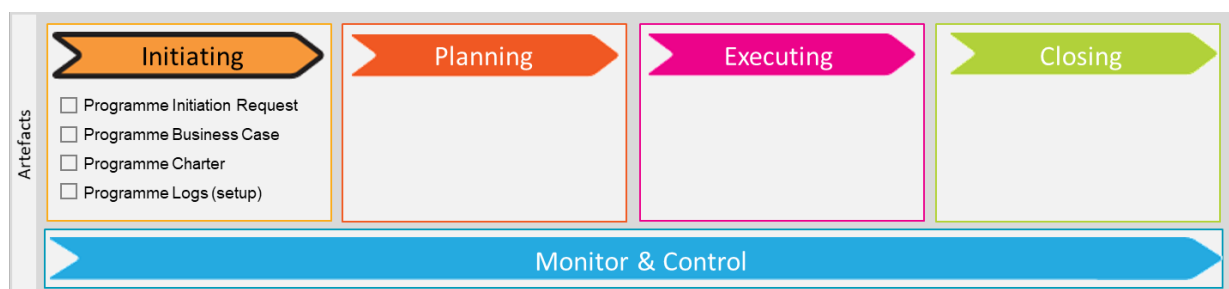 Artefacts
Initiating
Programme Initiation Request
Programme Business Case
Programme Charter
Programme Logs (setup)
Planning
Executing
Closing
Monitor & Control